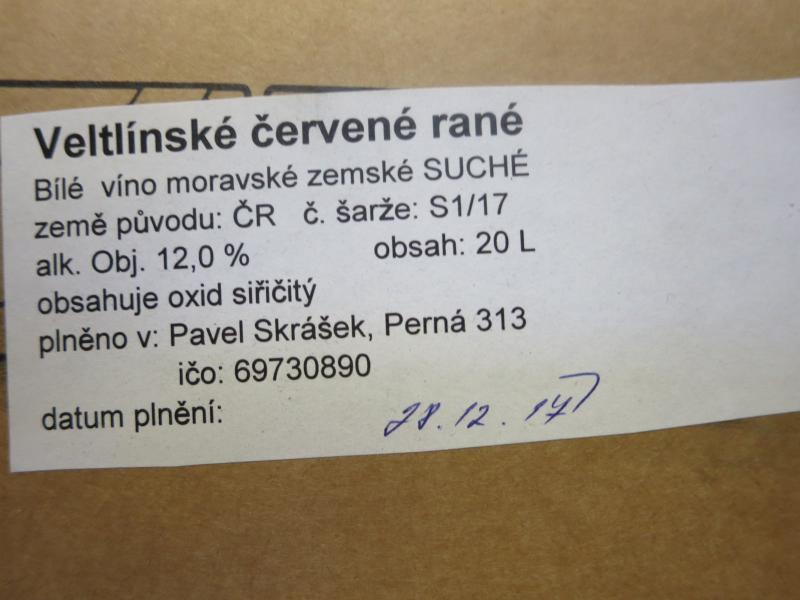 Veltlínské červené rané
Bílé víno moravské zemské SUCHÉ
země původu: ČR č. šarže: S1/17
alk. Obj. 12,0 % obsah: 20 L
obsahuje oxid siřičitý
plněno v: Pavel Skrášek, Perná 313
ičo: 69730890
datum plnění: 28.12.17